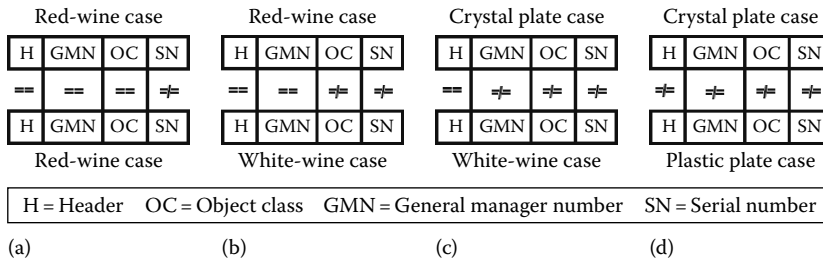 Red-wine case Red-wine case Crystal plate case Crystal plate case
H GMN OC SN H GMN OC SN H GMN OC SN H GMN OC SN
== == == =/= == == =/= =/= == =/= =/= =/= =/= =/= =/= =/=
H GMN OC SN H GMN OC SN H GMN OC SN H GMN OC SN
Red-wine case White-wine case White-wine case Plastic plate case
H = Header OC = Object class GMN = General manager number SN = Serial number
(a) (b) (c) (d)